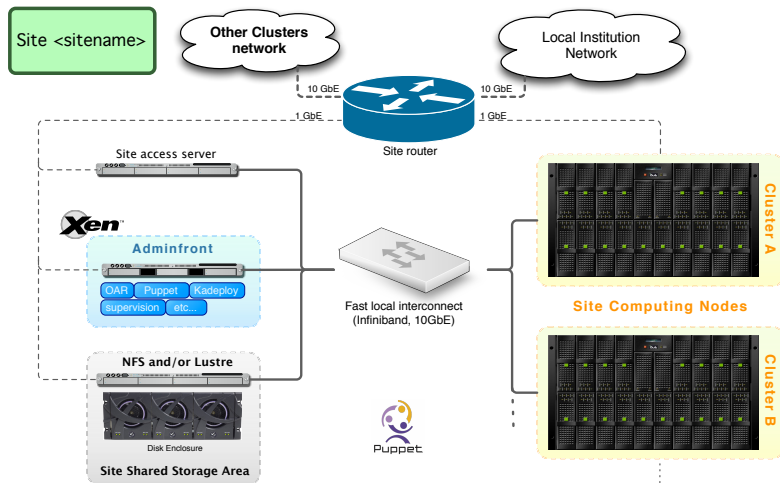 Site <sitename>
Other Clusters
network
Local Institution
Network
10 GbE
10 GbE
1 GbE
1 GbE
Site router
Site access server
Xen™
Adminfront
OAR
Puppet
Kadeploy
supervision
etc...
Fast local interconnect
(Infiniband, 10GbE)
Cluster A
Site Computing Nodes
Cluster B
NFS and/or Lustre
Disk Enclosure
Site Shared Storage Area
Puppet